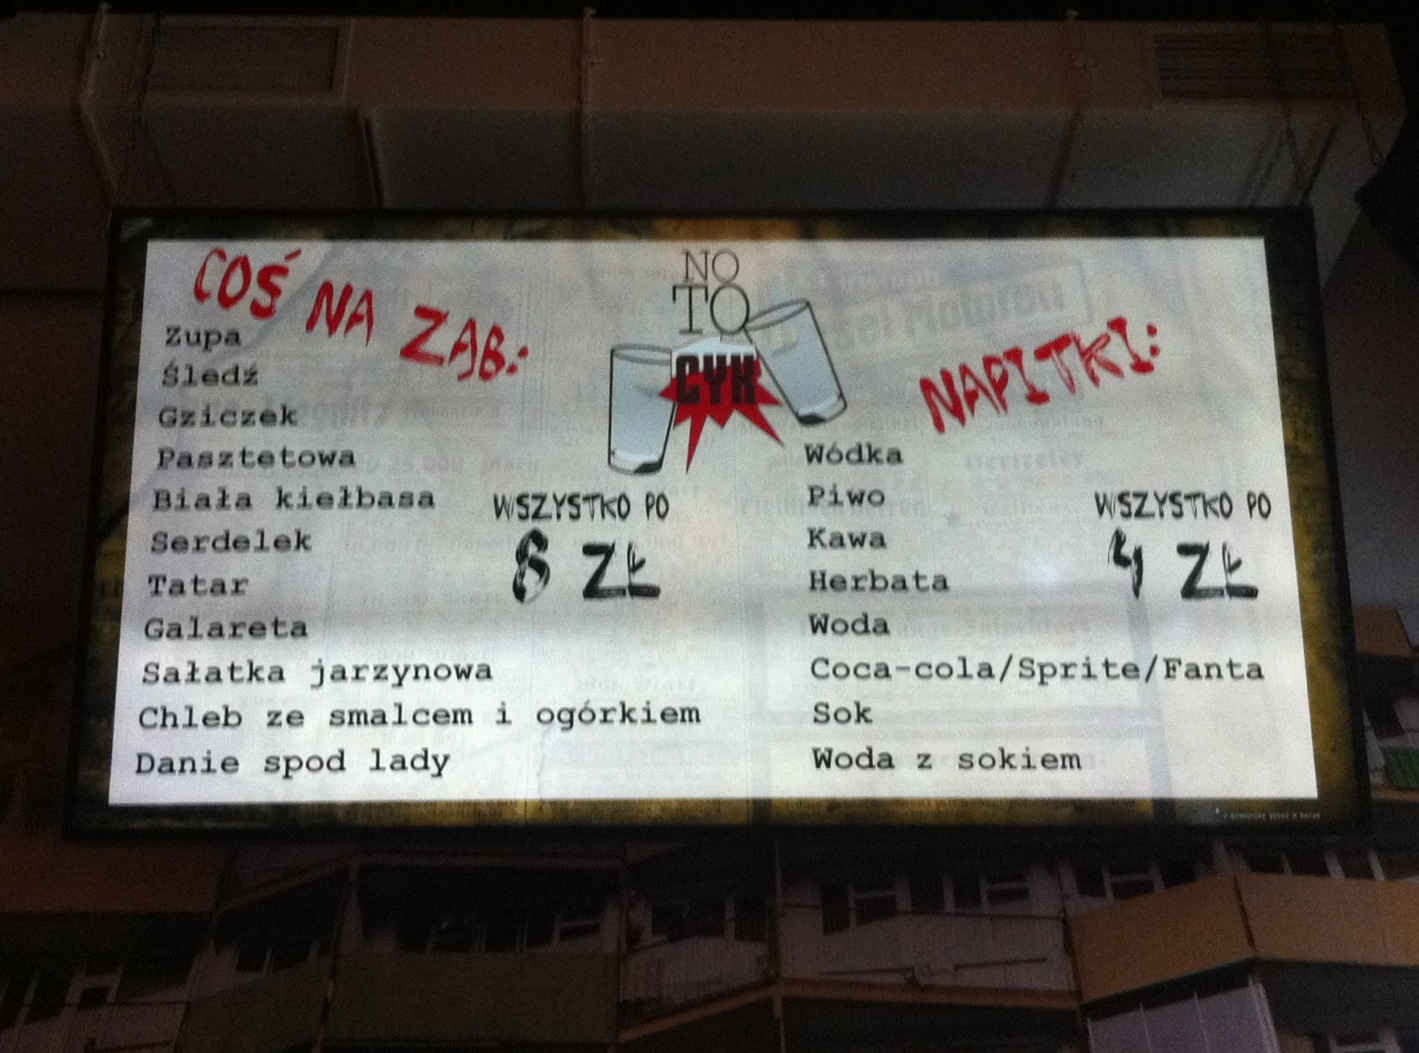 COŚ NA ZĄB:
Zupa
Śledź
Gziczek
Pasztetowa
Biała kiełbasa
Serdelek
Tatar
Galareta
Sałatka jarzynowa
Chleb ze smalcem i ogórkiem
Danie spod lady
WSZYSTKO PO
8 ZŁ
NO
TO
CYK
NAPITKI:
Wódka
Piwo
Kawa
Herbata
Woda
Coca-cola/Sprite/Fanta
Sok
Woda z sokiem
WSZYSTKO PO
4 ZŁ